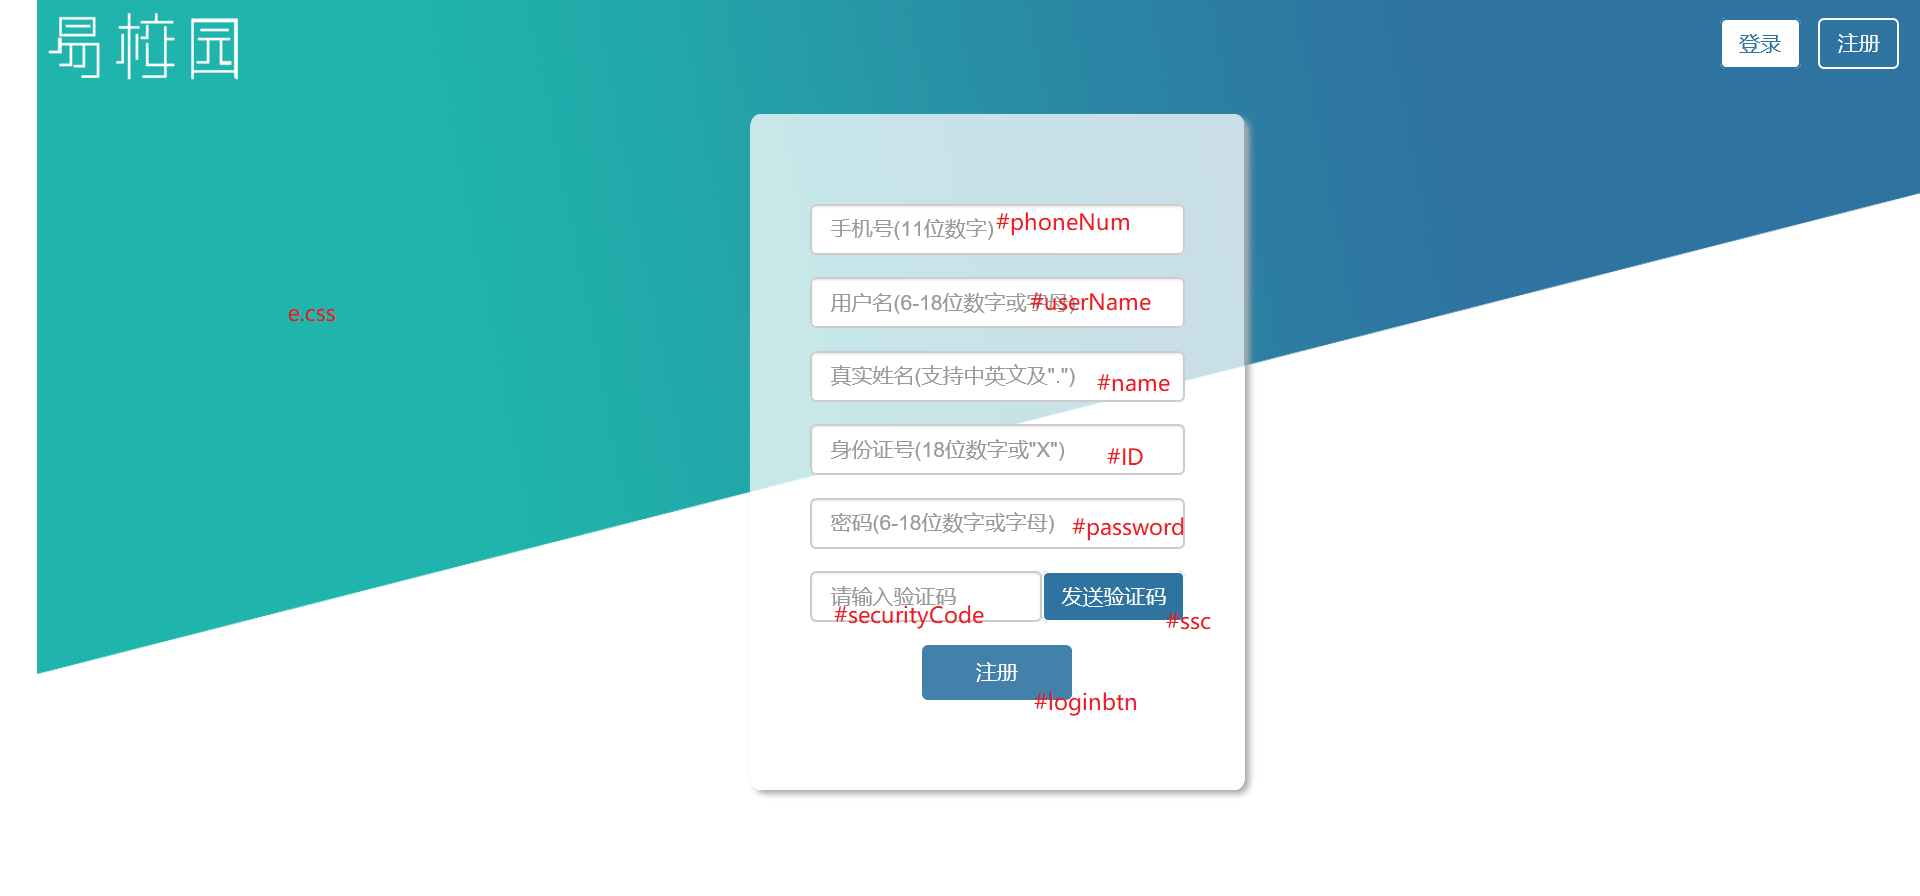 易校园
登录
注册
手机号(11位数字)
#phoneNum
用户名(6-18位数字或字母)
#userName
e.css
真实姓名(支持中英文及".")
#name
身份证号(18位数字或"X")
#ID
密码(6-18位数字或字母)
#password
请输入验证码
发送验证码
#securityCode
#ssc
注册
#loginbtn